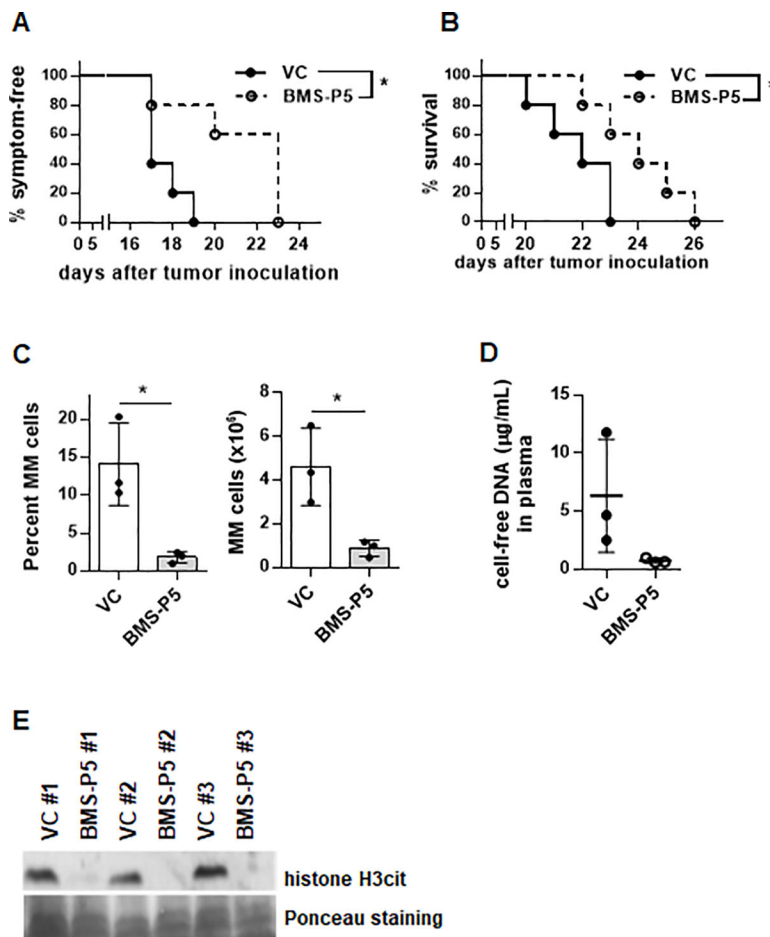 A
VC
BMS-P5
*
% symptom-free
100
80
60
40
20
0
0 5 16 18 20 22 24
days after tumor inoculation
B
VC
BMS-P5
*
% survival
100
80
60
40
20
0
0 5 20 22 24 26
days after tumor inoculation
C
Percent MM cells
20
15
10
5
0
*
VC
BMS-P5
MM cells (x10⁶)
8
6
4
2
0
*
VC
BMS-P5
D
cell-free DNA (µg/mL)
in plasma
15
10
5
0
VC
BMS-P5
E
VC #1
BMS-P5 #1
VC #2
BMS-P5 #2
VC #3
BMS-P5 #3
histone H3cit
Ponceau staining